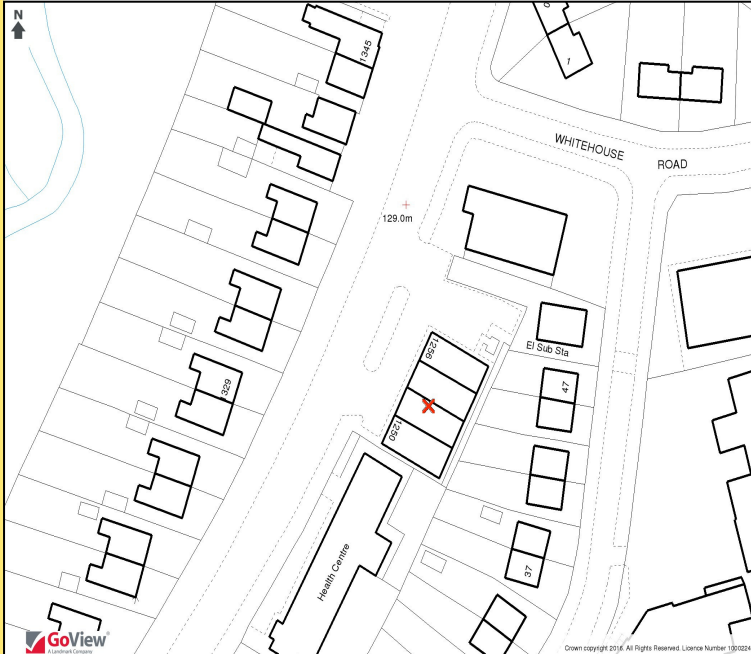 N
1345
1
WHITEHOUSE ROAD
129.0m
El Sub Sta
1256
47
1329
1250
Health Centre
37
GoView
A Landmark Company
Crown copyright 2016. All Rights Reserved. Licence Number 1000224